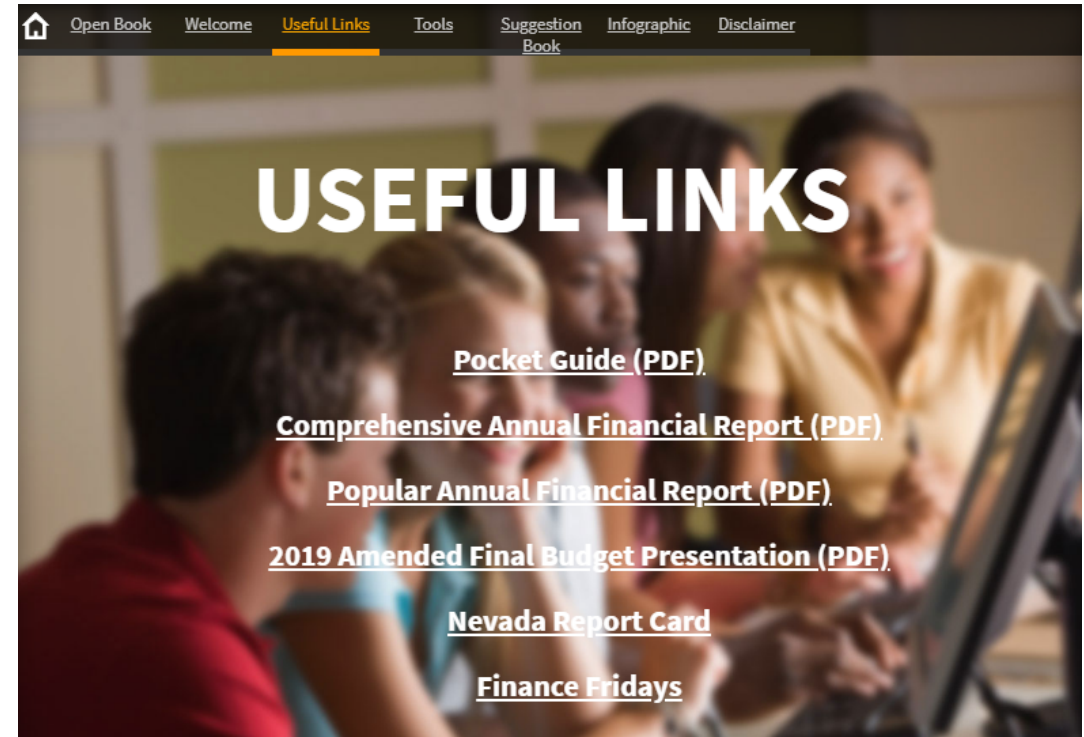 Open Book Welcome Useful Links Tools Suggestion Infographic Disclaimer
Book
USEFUL LINKS
Pocket Guide (PDF)
Comprehensive Annual Financial Report (PDF)
Popular Annual Financial Report (PDF)
2019 Amended Final Budget Presentation (PDF)
Nevada Report Card
Finance Fridays